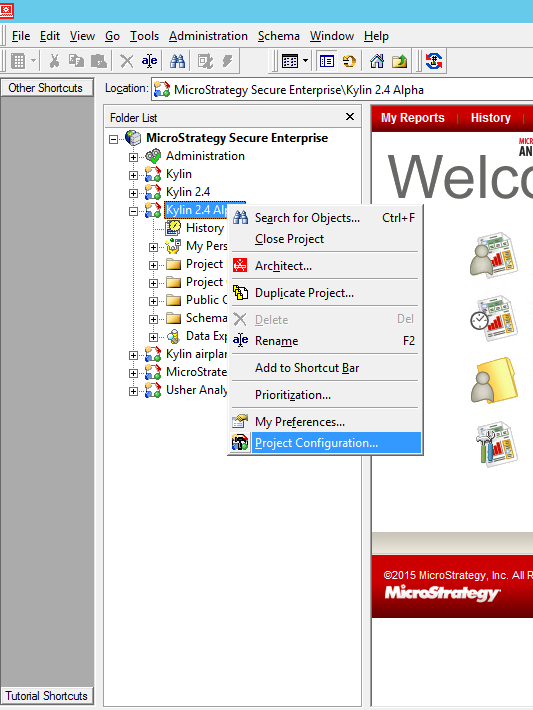 File Edit View Go Tools Administration Schema Window Help
Other Shortcuts
Location: MicroStrategy Secure Enterprise\Kylin 2.4 Alpha
Folder List
My Reports History
MicroStrategy Secure Enterprise
Administration
Kylin
Kylin 2.4
Kylin 2.4 Al
History
My Pers
Project
Project
Public
Schema
Data Exp
Kylin airplan
MicroStrate
Usher Analy
Search for Objects... Ctrl+F
Close Project
Architect...
Duplicate Project...
Delete Del
Rename F2
Add to Shortcut Bar
Prioritization...
My Preferences...
Project Configuration...
MICR
AN
Welco
©2015 MicroStrategy, Inc. All R
MicroStrategy
Tutorial Shortcuts